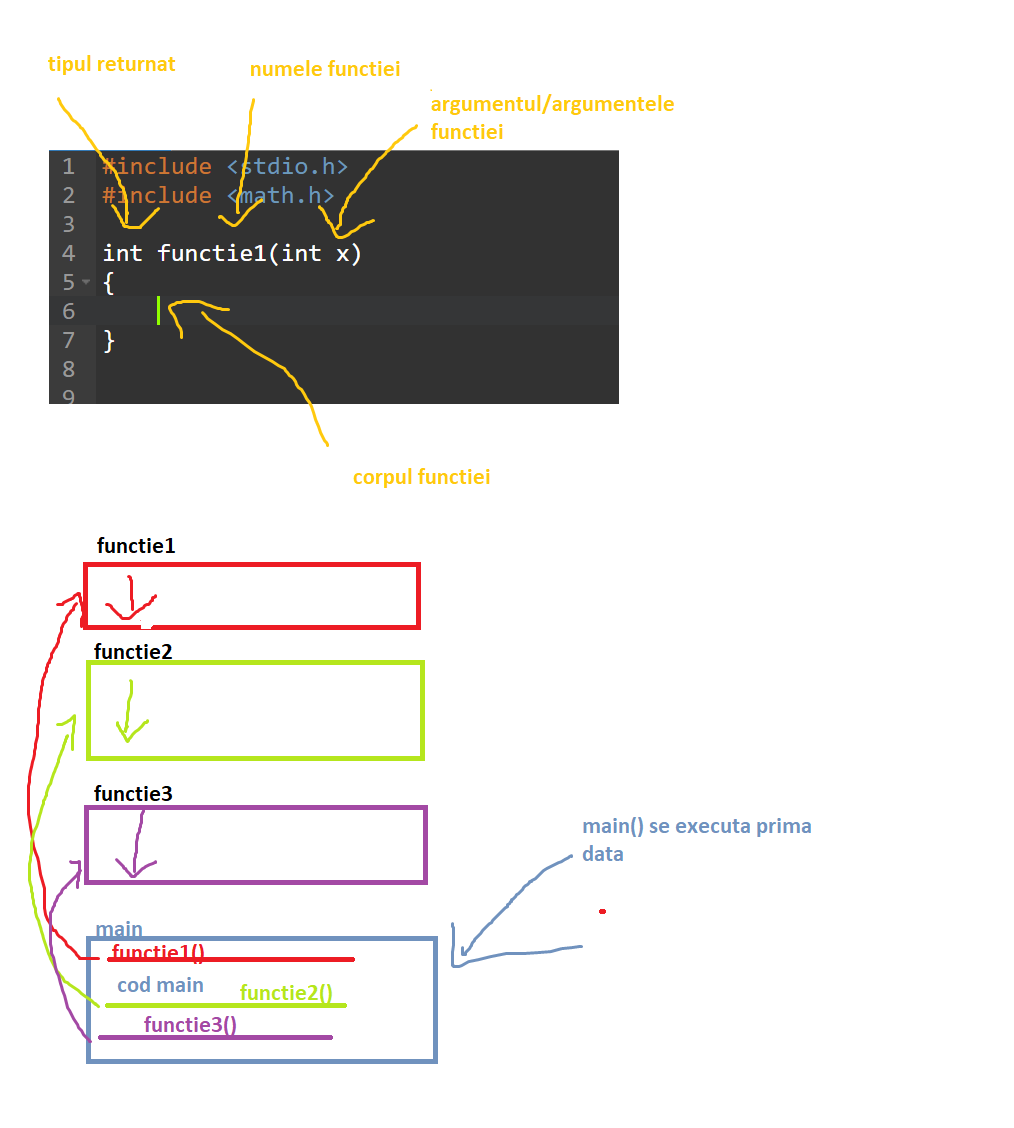 tipul returnat
numele functiei
argumentul/argumentele
functiei
1 #include <stdio.h>
2 #include <math.h>
3
4 int functie1(int x)
5 {
6
7 }
8
9
corpul functiei
functie1
functie2
functie3
main() se executa prima
data
main
functie1()
cod main functie2()
functie3()